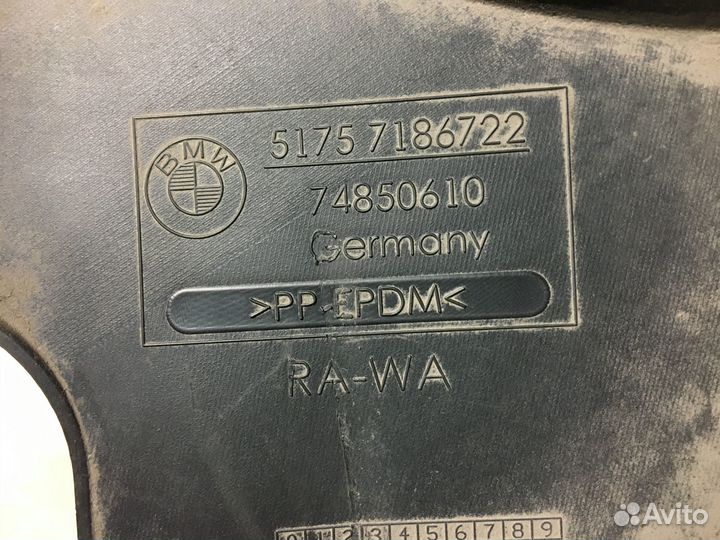 BMW
5175 7186722
74850610
Germany
>PP-EPDM<
RA-WA
0 1 2 3 4 5 6 7 8 9
Avito